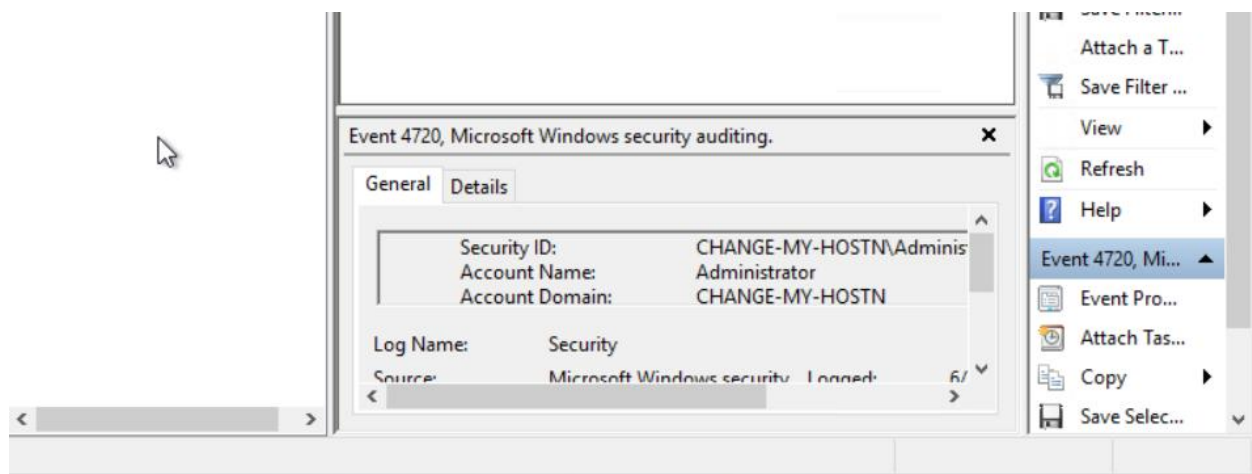 Attach a T...
Save Filter ...
View
Refresh
Help
Event 4720, Mi...
Event Pro...
Attach Tas...
Copy
Save Selec...
Event 4720, Microsoft Windows security auditing.
General Details
Security ID: CHANGE-MY-HOSTN\Adminis
Account Name: Administrator
Account Domain: CHANGE-MY-HOSTN
Log Name: Security
Source: Microsoft Windows security Logged: 6/